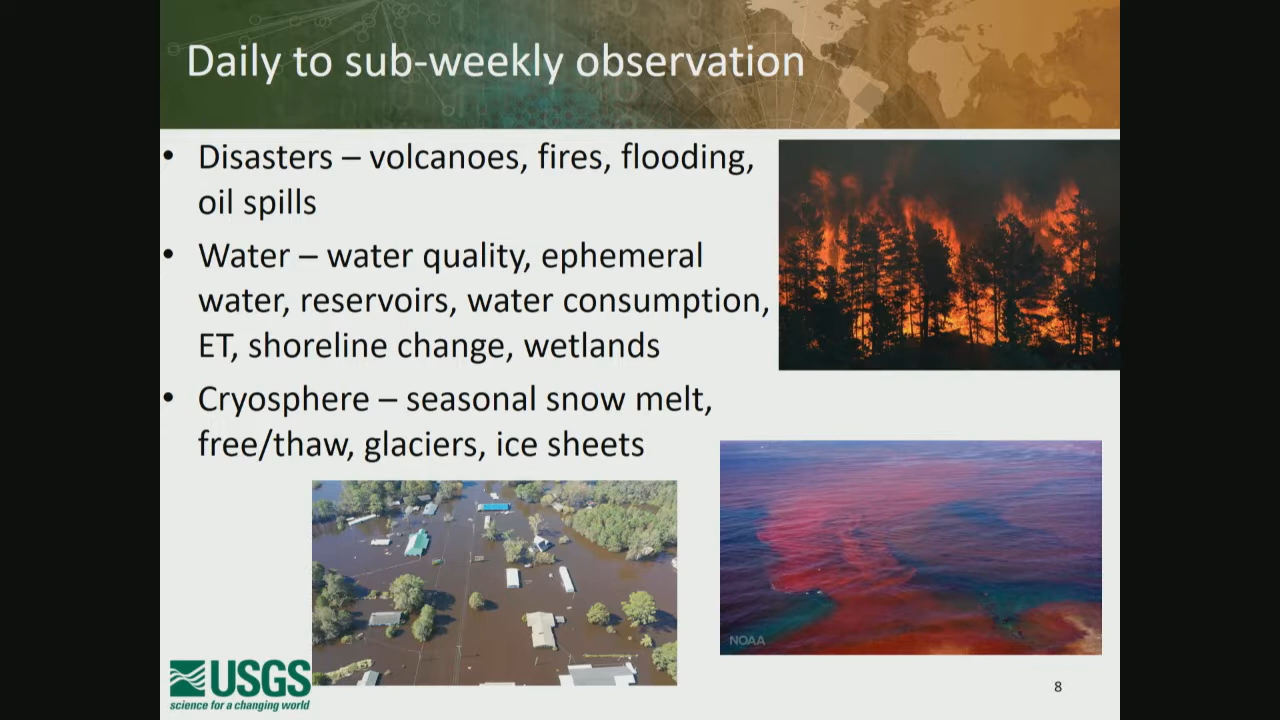 Daily to sub-weekly observation
• Disasters – volcanoes, fires, flooding,
oil spills
• Water – water quality, ephemeral
water, reservoirs, water consumption,
ET, shoreline change, wetlands
• Cryosphere – seasonal snow melt,
free/thaw, glaciers, ice sheets
NOAA
USGS
science for a changing world
8